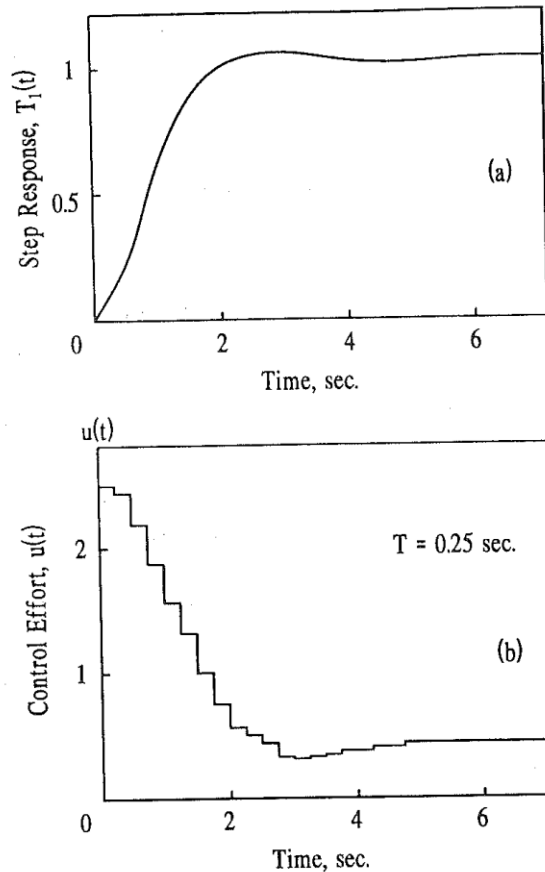 Step Response, T₁(t)
1
0.5
(a)
0
2
4
6
Time, sec.
u(t)
Control Effort, u(t)
2
T = 0.25 sec.
1
(b)
0
2
4
6
Time, sec.